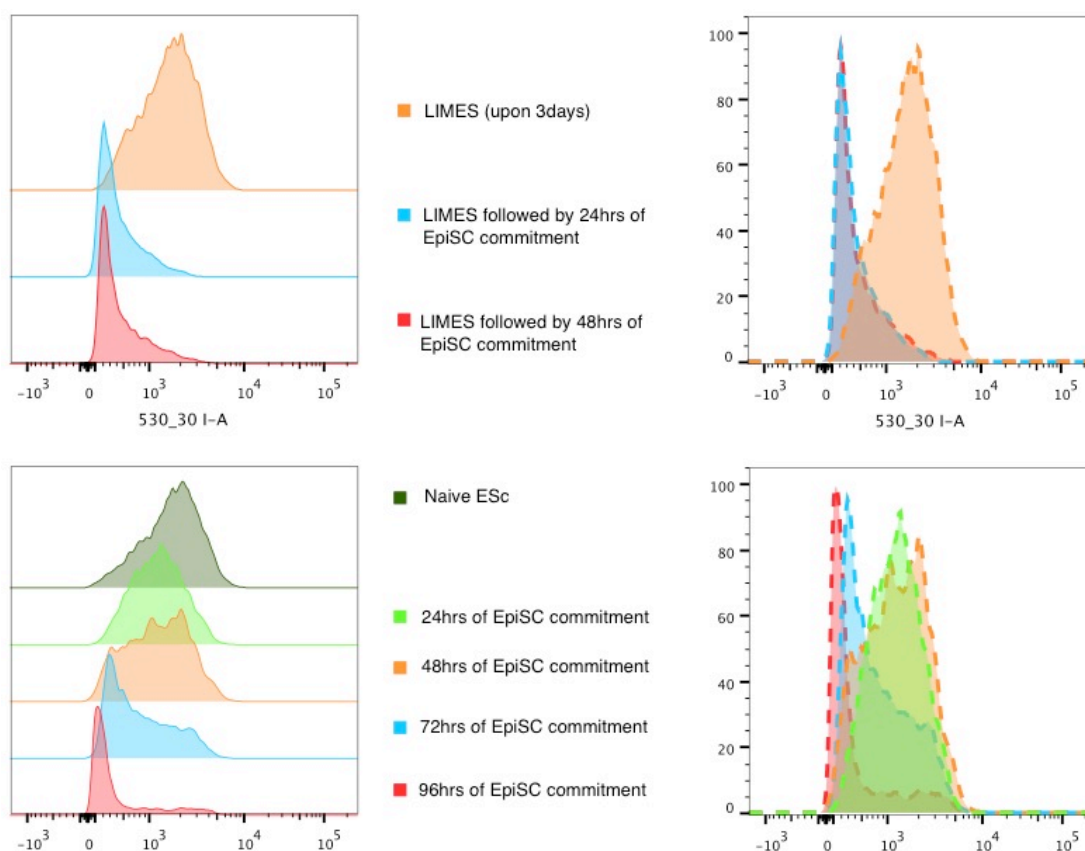 LIMES (upon 3days)
LIMES followed by 24hrs of
EpiSC commitment
LIMES followed by 48hrs of
EpiSC commitment
–10³ 0 10³ 10⁴ 10⁵
530_30 I–A
100
80
60
40
20
0
–10³ 0 10³ 10⁴ 10⁵
530_30 I–A
Naive ESc
24hrs of EpiSC commitment
48hrs of EpiSC commitment
72hrs of EpiSC commitment
96hrs of EpiSC commitment
–10³ 0 10³ 10⁴ 10⁵
100
80
60
40
20
0
–10³ 0 10³ 10⁴ 10⁵